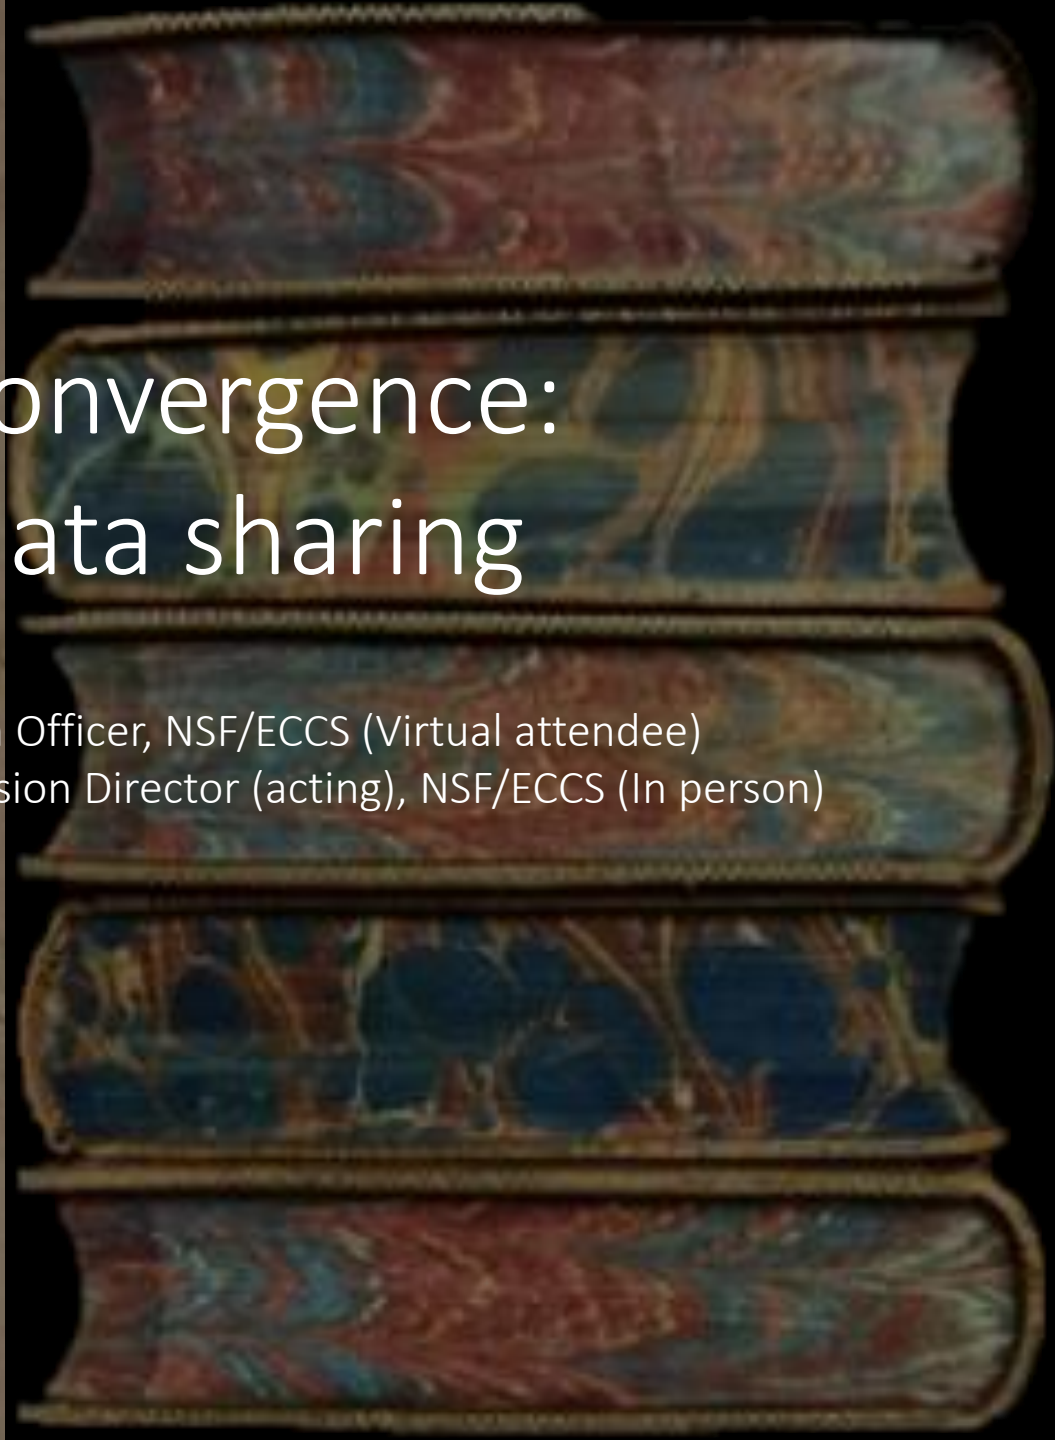 onvergence:
ata sharing
Officer, NSF/ECCS (Virtual attendee)
sion Director (acting), NSF/ECCS (In person)